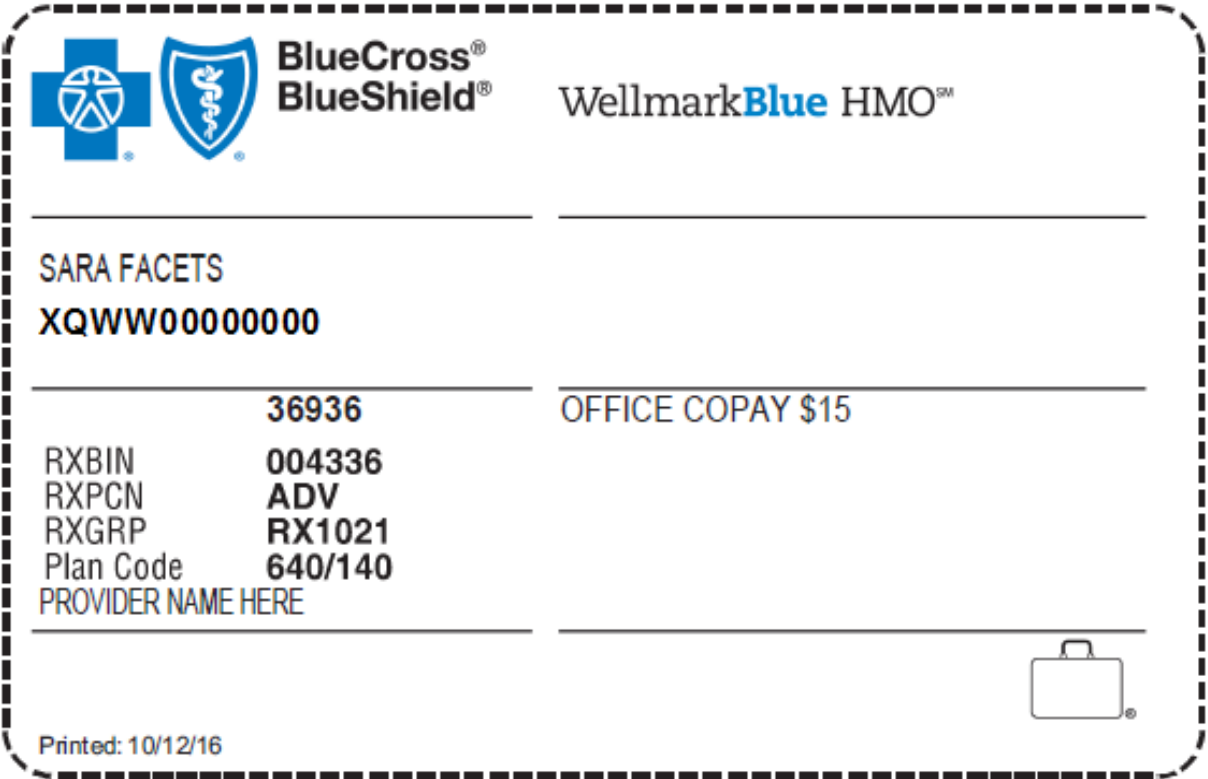 BlueCross®
BlueShield®
WellmarkBlue HMO℠
SARA FACETS
XQWW00000000
36936
OFFICE COPAY $15
RXBIN 004336
RXPCN ADV
RXGRP RX1021
Plan Code 640/140
PROVIDER NAME HERE
Printed: 10/12/16